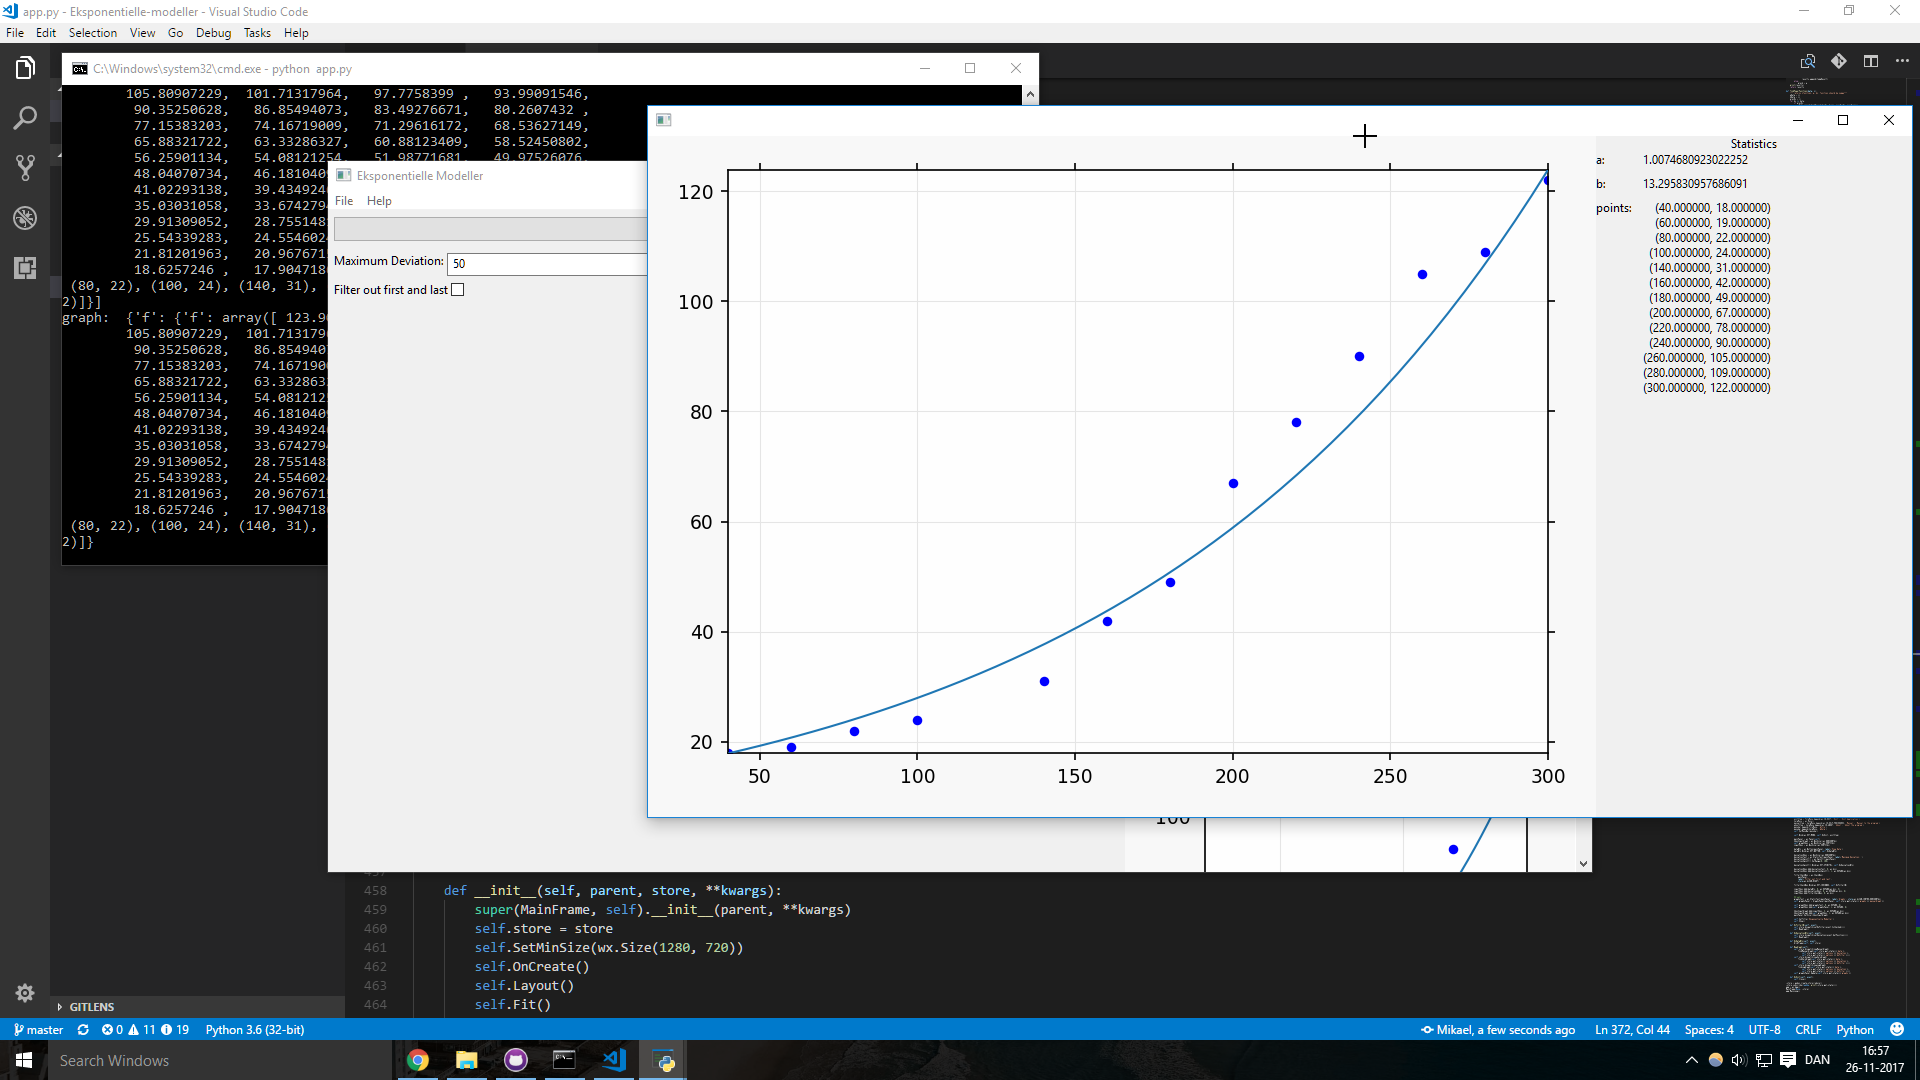 app.py - Eksponentielle-modeller - Visual Studio Code
File Edit Selection View Go Debug Tasks Help
C:\Windows\system32\cmd.exe - python app.py
105.80907229, 101.71317964, 97.7758399 , 93.99091546,
90.35250628, 86.85494073, 83.49276671, 80.2607432 ,
77.15383203, 74.16719009, 71.29616172, 68.53627149,
65.88321722, 63.33286327, 60.88123409, 58.52450802,
56.25901134, 54.08121254, 51.98771681, 49.97526076,
48.04070734, 46.1810409
41.02293138, 39.434924
35.03031058, 33.674279
29.91309052, 28.755148
25.54339283, 24.554602
21.81201963, 20.967671
18.6257246 , 17.904718
(80, 22), (100, 24), (140, 31),
2)]}]
graph: {'f': {'f': array([ 123.9
105.80907229, 101.7131796
90.35250628, 86.854940
77.15383203, 74.167190
65.88321722, 63.332863
56.25901134, 54.081212
48.04070734, 46.181040
41.02293138, 39.434924
35.03031058, 33.674279
29.91309052, 28.755148
25.54339283, 24.554602
21.81201963, 20.967671
18.6257246 , 17.904718
(80, 22), (100, 24), (140, 31),
2)]}
Eksponentielle Modeller
File Help
Maximum Deviation: 50
Filter out first and last
120
100
80
60
40
20
50 100 150 200 250 300
Statistics
a: 1.0074680923022252
b: 13.295830957686091
points: (40.000000, 18.000000)
(60.000000, 19.000000)
(80.000000, 22.000000)
(100.000000, 24.000000)
(140.000000, 31.000000)
(160.000000, 42.000000)
(180.000000, 49.000000)
(200.000000, 67.000000)
(220.000000, 78.000000)
(240.000000, 90.000000)
(260.000000, 105.000000)
(280.000000, 109.000000)
(300.000000, 122.000000)
100
458 def __init__(self, parent, store, **kwargs):
459 super(MainFrame, self).__init__(parent, **kwargs)
460 self.store = store
461 self.SetMinSize(wx.Size(1280, 720))
462 self.OnCreate()
463 self.Layout()
464 self.Fit()
GITLENS
master 0 11 19 Python 3.6 (32-bit) Mikael, a few seconds ago Ln 372, Col 44 Spaces: 4 UTF-8 CRLF Python
Search Windows
DAN
16:57
26-11-2017